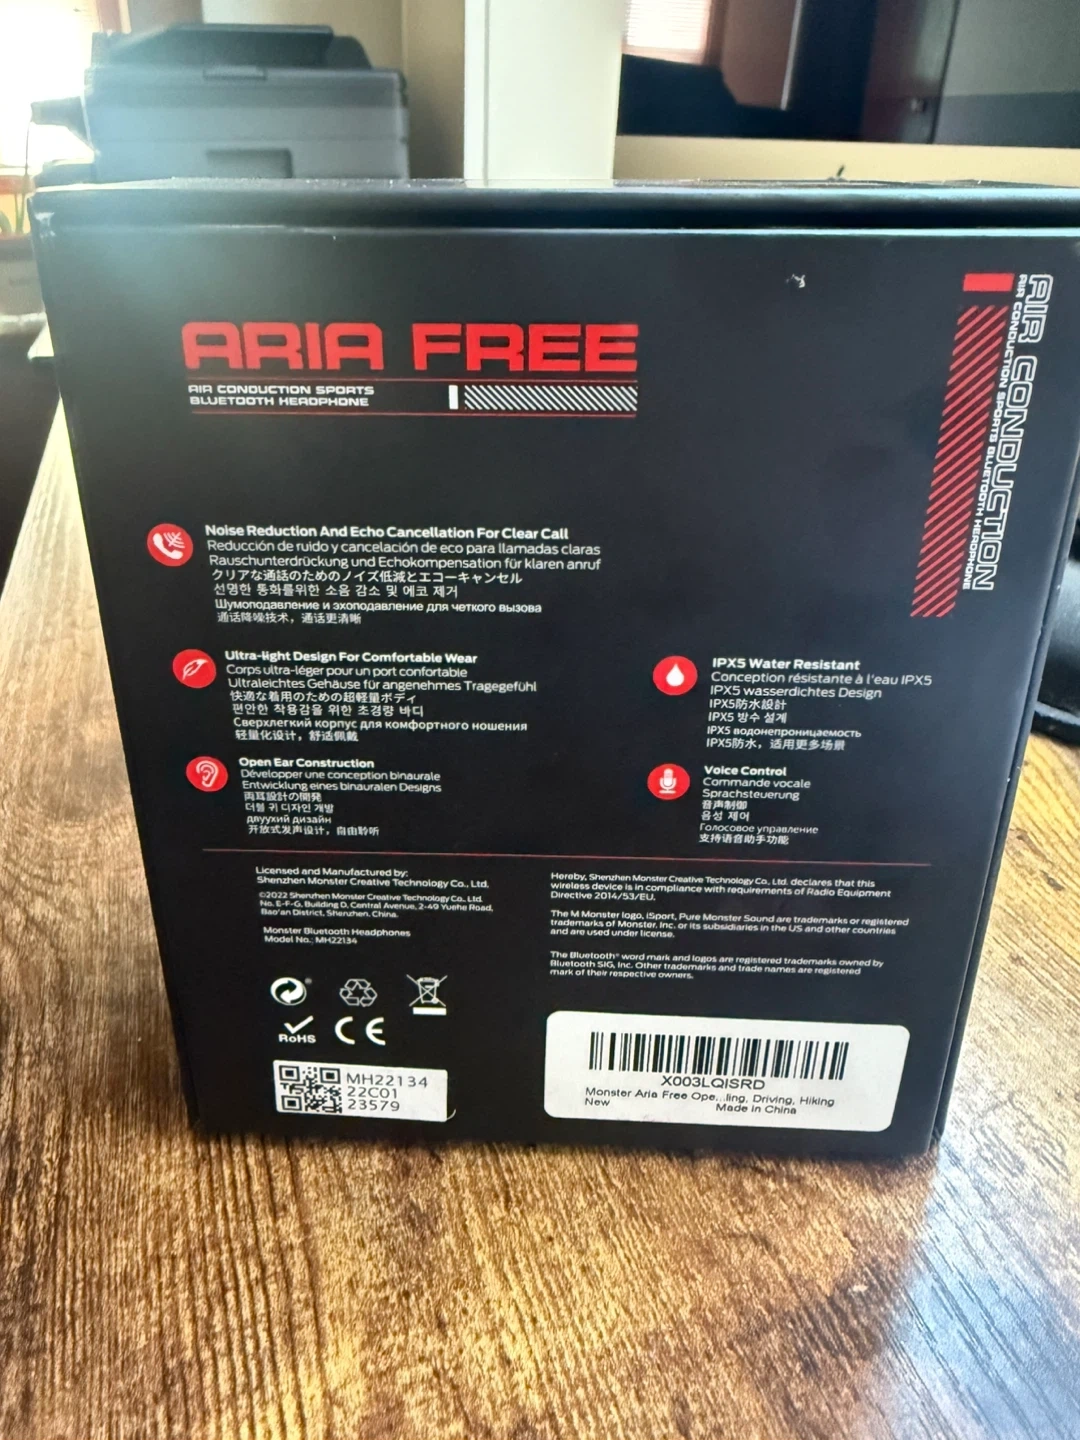 ARIA FREE
AIR CONDUCTION SPORTS
BLUETOOTH HEADPHONE
AIR CONDUCTION
AIR CONDUCTION SPORTS BLUETOOTH HEADPHONE
Noise Reduction And Echo Cancellation For Clear Call
Reducción de ruido y cancelación de eco para llamadas claras
Rauschunterdrückung und Echokompensation für klaren anruf
クリアな通話のためのノイズ低減とエコーキャンセル
선명한 통화를위한 소음 감소 및 에코 제거
Шумоподавление и эхоподавление для четкого вызова
通话降噪技术，通话更清晰
Ultra-light Design For Comfortable Wear
Corps ultra-léger pour un port confortable
Ultraleichtes Gehäuse für angenehmes Tragegefühl
快適な着用のための超軽量ボディ
편안한 착용감을 위한 초경량 바디
Сверхлегкий корпус для комфортного ношения
轻量化设计，舒适佩戴
Open Ear Construction
Développer une conception binaurale
Entwicklung eines binauralen Designs
両耳設計の開発
더블 귀 디자인 개발
двуухий дизайн
开放式发声设计，自由聆听
IPX5 Water Resistant
Conception résistante à l'eau IPX5
IPX5 wasserdichtes Design
IPX5防水設計
IPX5 방수 설계
IPX5 водонепроницаемость
IPX5防水，适用更多场景
Voice Control
Commande vocale
Sprachsteuerung
音声制御
음성 제어
Голосовое управление
支持语音助手功能
Licensed and Manufactured by:
Shenzhen Monster Creative Technology Co., Ltd.
©2022 Shenzhen Monster Creative Technology Co., Ltd.
No. E-F-G, Building D, Central Avenue, 2-49 Yuehe Road,
Bao'an District, Shenzhen, China.
Monster Bluetooth Headphones
Model No.: MH22134
Hereby, Shenzhen Monster Creative Technology Co., Ltd. declares that this
wireless device is in compliance with requirements of Radio Equipment
Directive 2014/53/EU.
The M Monster logo, iSport, Pure Monster Sound are trademarks or registered
trademarks of Monster, Inc. or its subsidiaries in the US and other countries
and are used under license.
The Bluetooth® word mark and logos are registered trademarks owned by
Bluetooth SIG, Inc. Other trademarks and trade names are registered
mark of their respective owners.
RoHS
CE
MH22134
22C01
23579
X003LQISRD
Monster Aria Free Ope...ling, Driving, Hiking
New
Made in China